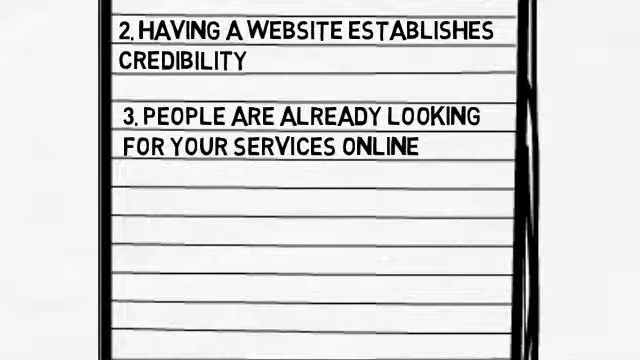 2. HAVING A WEBSITE ESTABLISHES
CREDIBILITY
3. PEOPLE ARE ALREADY LOOKING
FOR YOUR SERVICES ONLINE